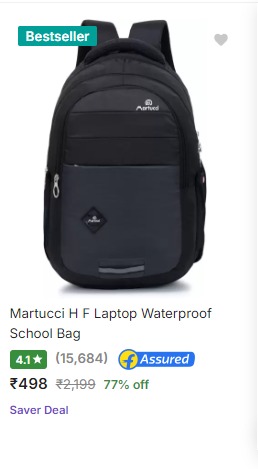 Bestseller
Martucci
Martucci
Martucci H F Laptop Waterproof
School Bag
4.1★ (15,684) f Assured
₹498 ₹2,199 77% off
Saver Deal